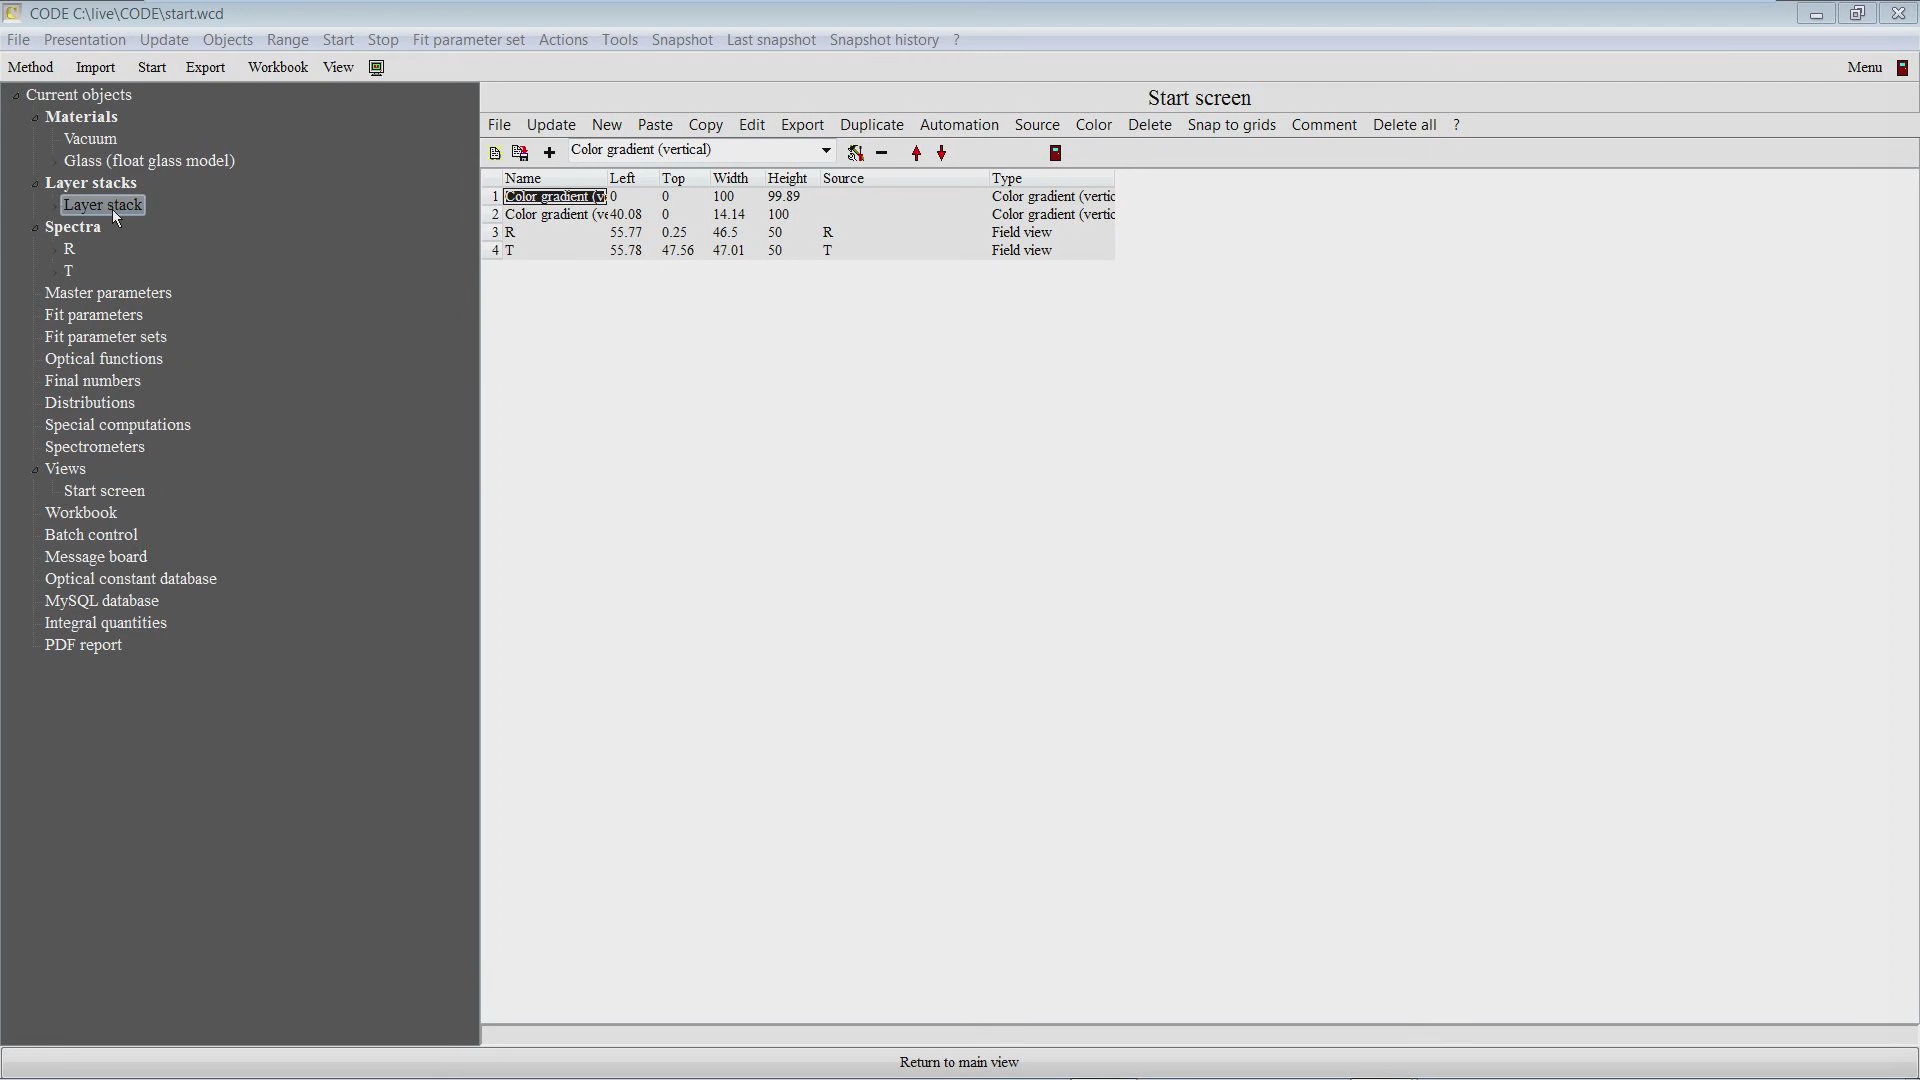 CODE C:\live\CODE\start.wcd
File Presentation Update Objects Range Start Stop Fit parameter set Actions Tools Snapshot Last snapshot Snapshot history ?
Method Import Start Export Workbook View Menu
Current objects
Materials
Vacuum
Glass (float glass model)
Layer stacks
Layer stack
Spectra
R
T
Master parameters
Fit parameters
Fit parameter sets
Optical functions
Final numbers
Distributions
Special computations
Spectrometers
Views
Start screen
Workbook
Batch control
Message board
Optical constant database
MySQL database
Integral quantities
PDF report
Start screen
File Update New Paste Copy Edit Export Duplicate Automation Source Color Delete Snap to grids Comment Delete all ?
Color gradient (vertical)
Name Left Top Width Height Source Type
1 Color gradient (v 0 0 100 99.89 Color gradient (vertic
2 Color gradient (ve 40.08 0 14.14 100 Color gradient (vertic
3 R 55.77 0.25 46.5 50 R Field view
4 T 55.78 47.56 47.01 50 T Field view
Return to main view